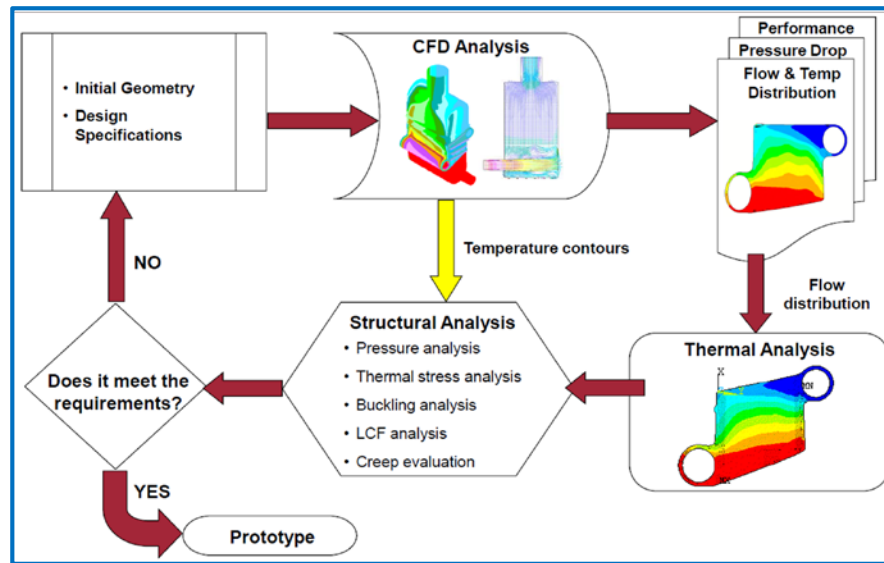 • Initial Geometry
• Design
Specifications
CFD Analysis
Performance
Pressure Drop
Flow & Temp
Distribution
Temperature contours
Flow
distribution
Thermal Analysis
X
Structural Analysis
• Pressure analysis
• Thermal stress analysis
• Buckling analysis
• LCF analysis
• Creep evaluation
Does it meet the
requirements?
NO
YES
Prototype